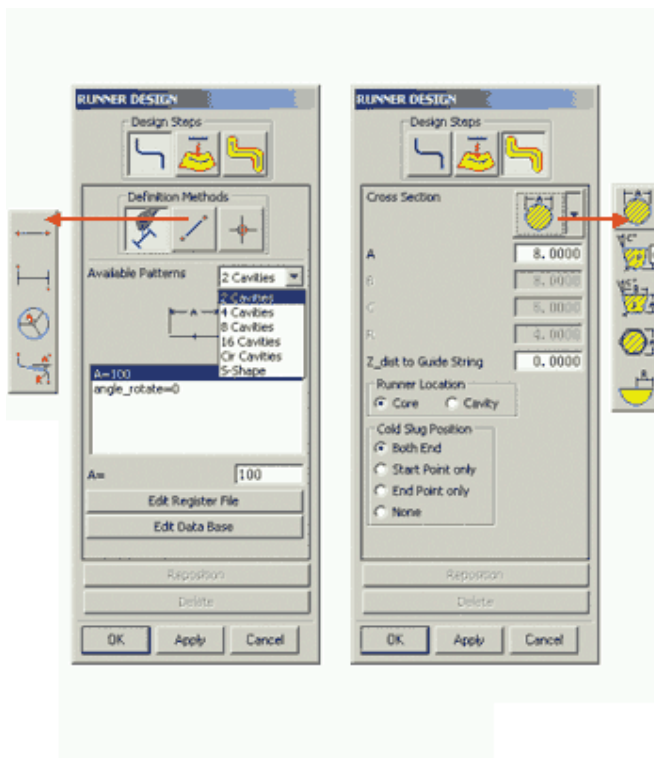 RUNNER DESIGN
Design Steps
Definition Methods
Available Patterns
2 Cavities
2 Cavities
4 Cavities
8 Cavities
16 Cavities
Cir Cavities
S-Shape
A
A=100
angle_rotate=0
A=
100
Edit Register File
Edit Data Base
Reposition
Delete
OK
Apply
Cancel
RUNNER DESIGN
Design Steps
Cross Section
A
A
8.0000
B
8.0000
C
5.0000
R
4.0000
Z_dist to Guide String
0.0000
Runner Location
Core
Cavity
Cold Slug Position
Both End
Start Point only
End Point only
None
Reposition
Delete
OK
Apply
Cancel
A
A
A